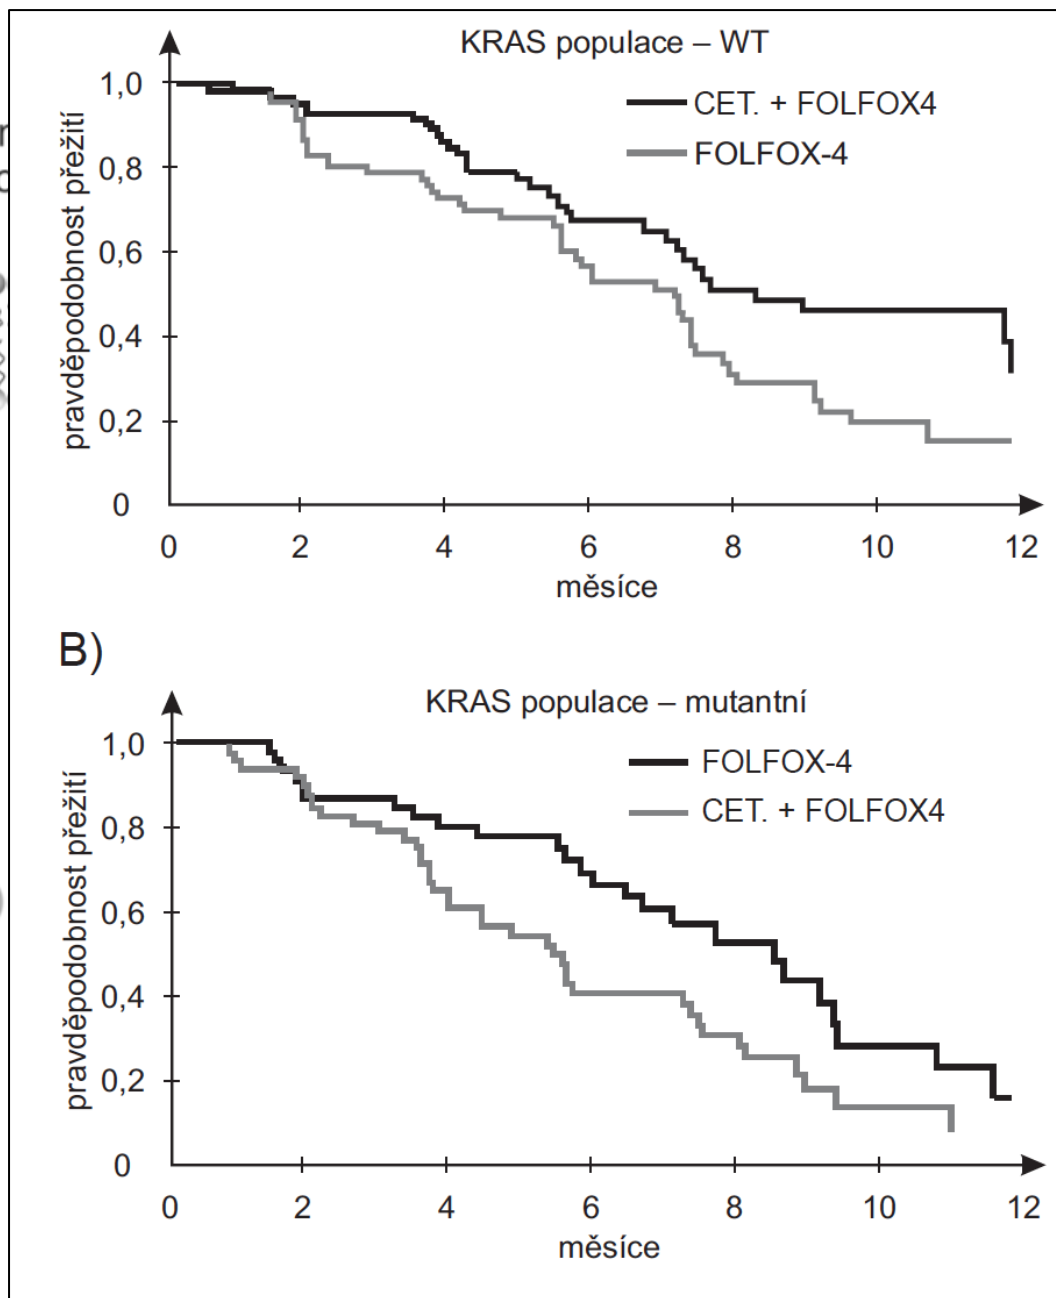 KRAS populace – WT
CET. + FOLFOX4
FOLFOX-4
pravděpodobnost přežití
1,0
0,8
0,6
0,4
0,2
0
0 2 4 6 8 10 12
měsíce
B)
KRAS populace – mutantní
FOLFOX-4
CET. + FOLFOX4
pravděpodobnost přežití
1,0
0,8
0,6
0,4
0,2
0
0 2 4 6 8 10 12
měsíce